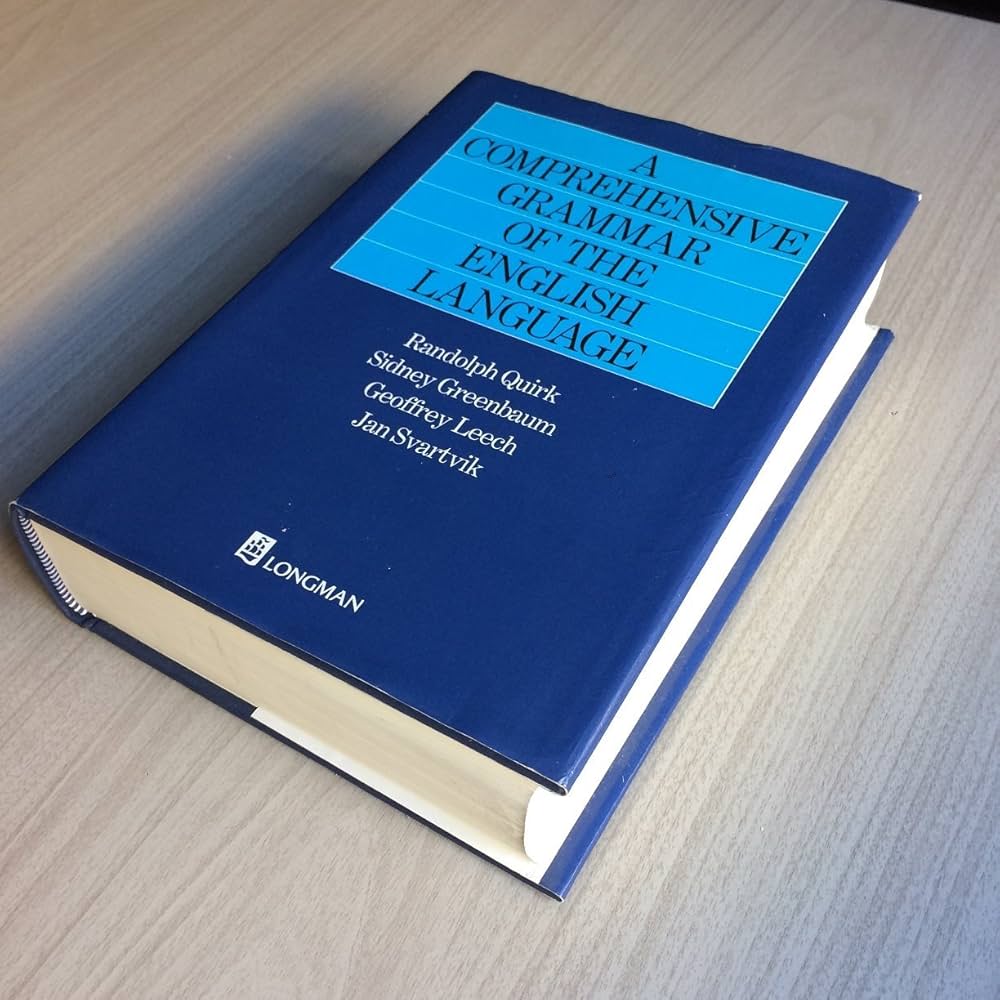 A
COMPREHENSIVE
GRAMMAR
OF THE
ENGLISH
LANGUAGE
Randolph Quirk
Sidney Greenbaum
Geoffrey Leech
Jan Svartvik
LONGMAN